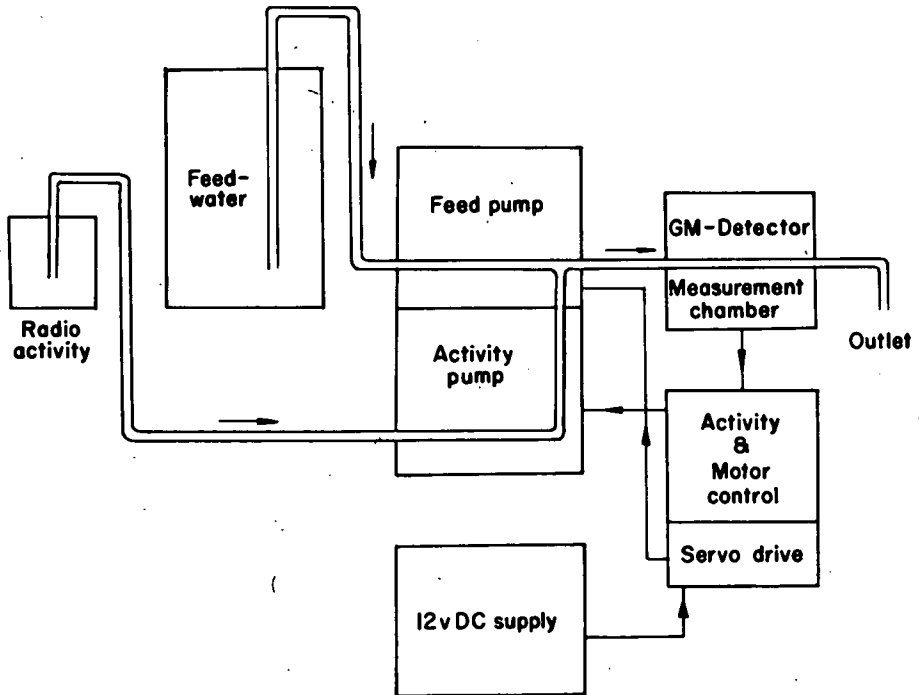 Feed-
water
Radio
activity
Feed pump
Activity
pump
GM-Detector
Measurement
chamber
Outlet
Activity
&
Motor
control
Servo drive
12v DC supply